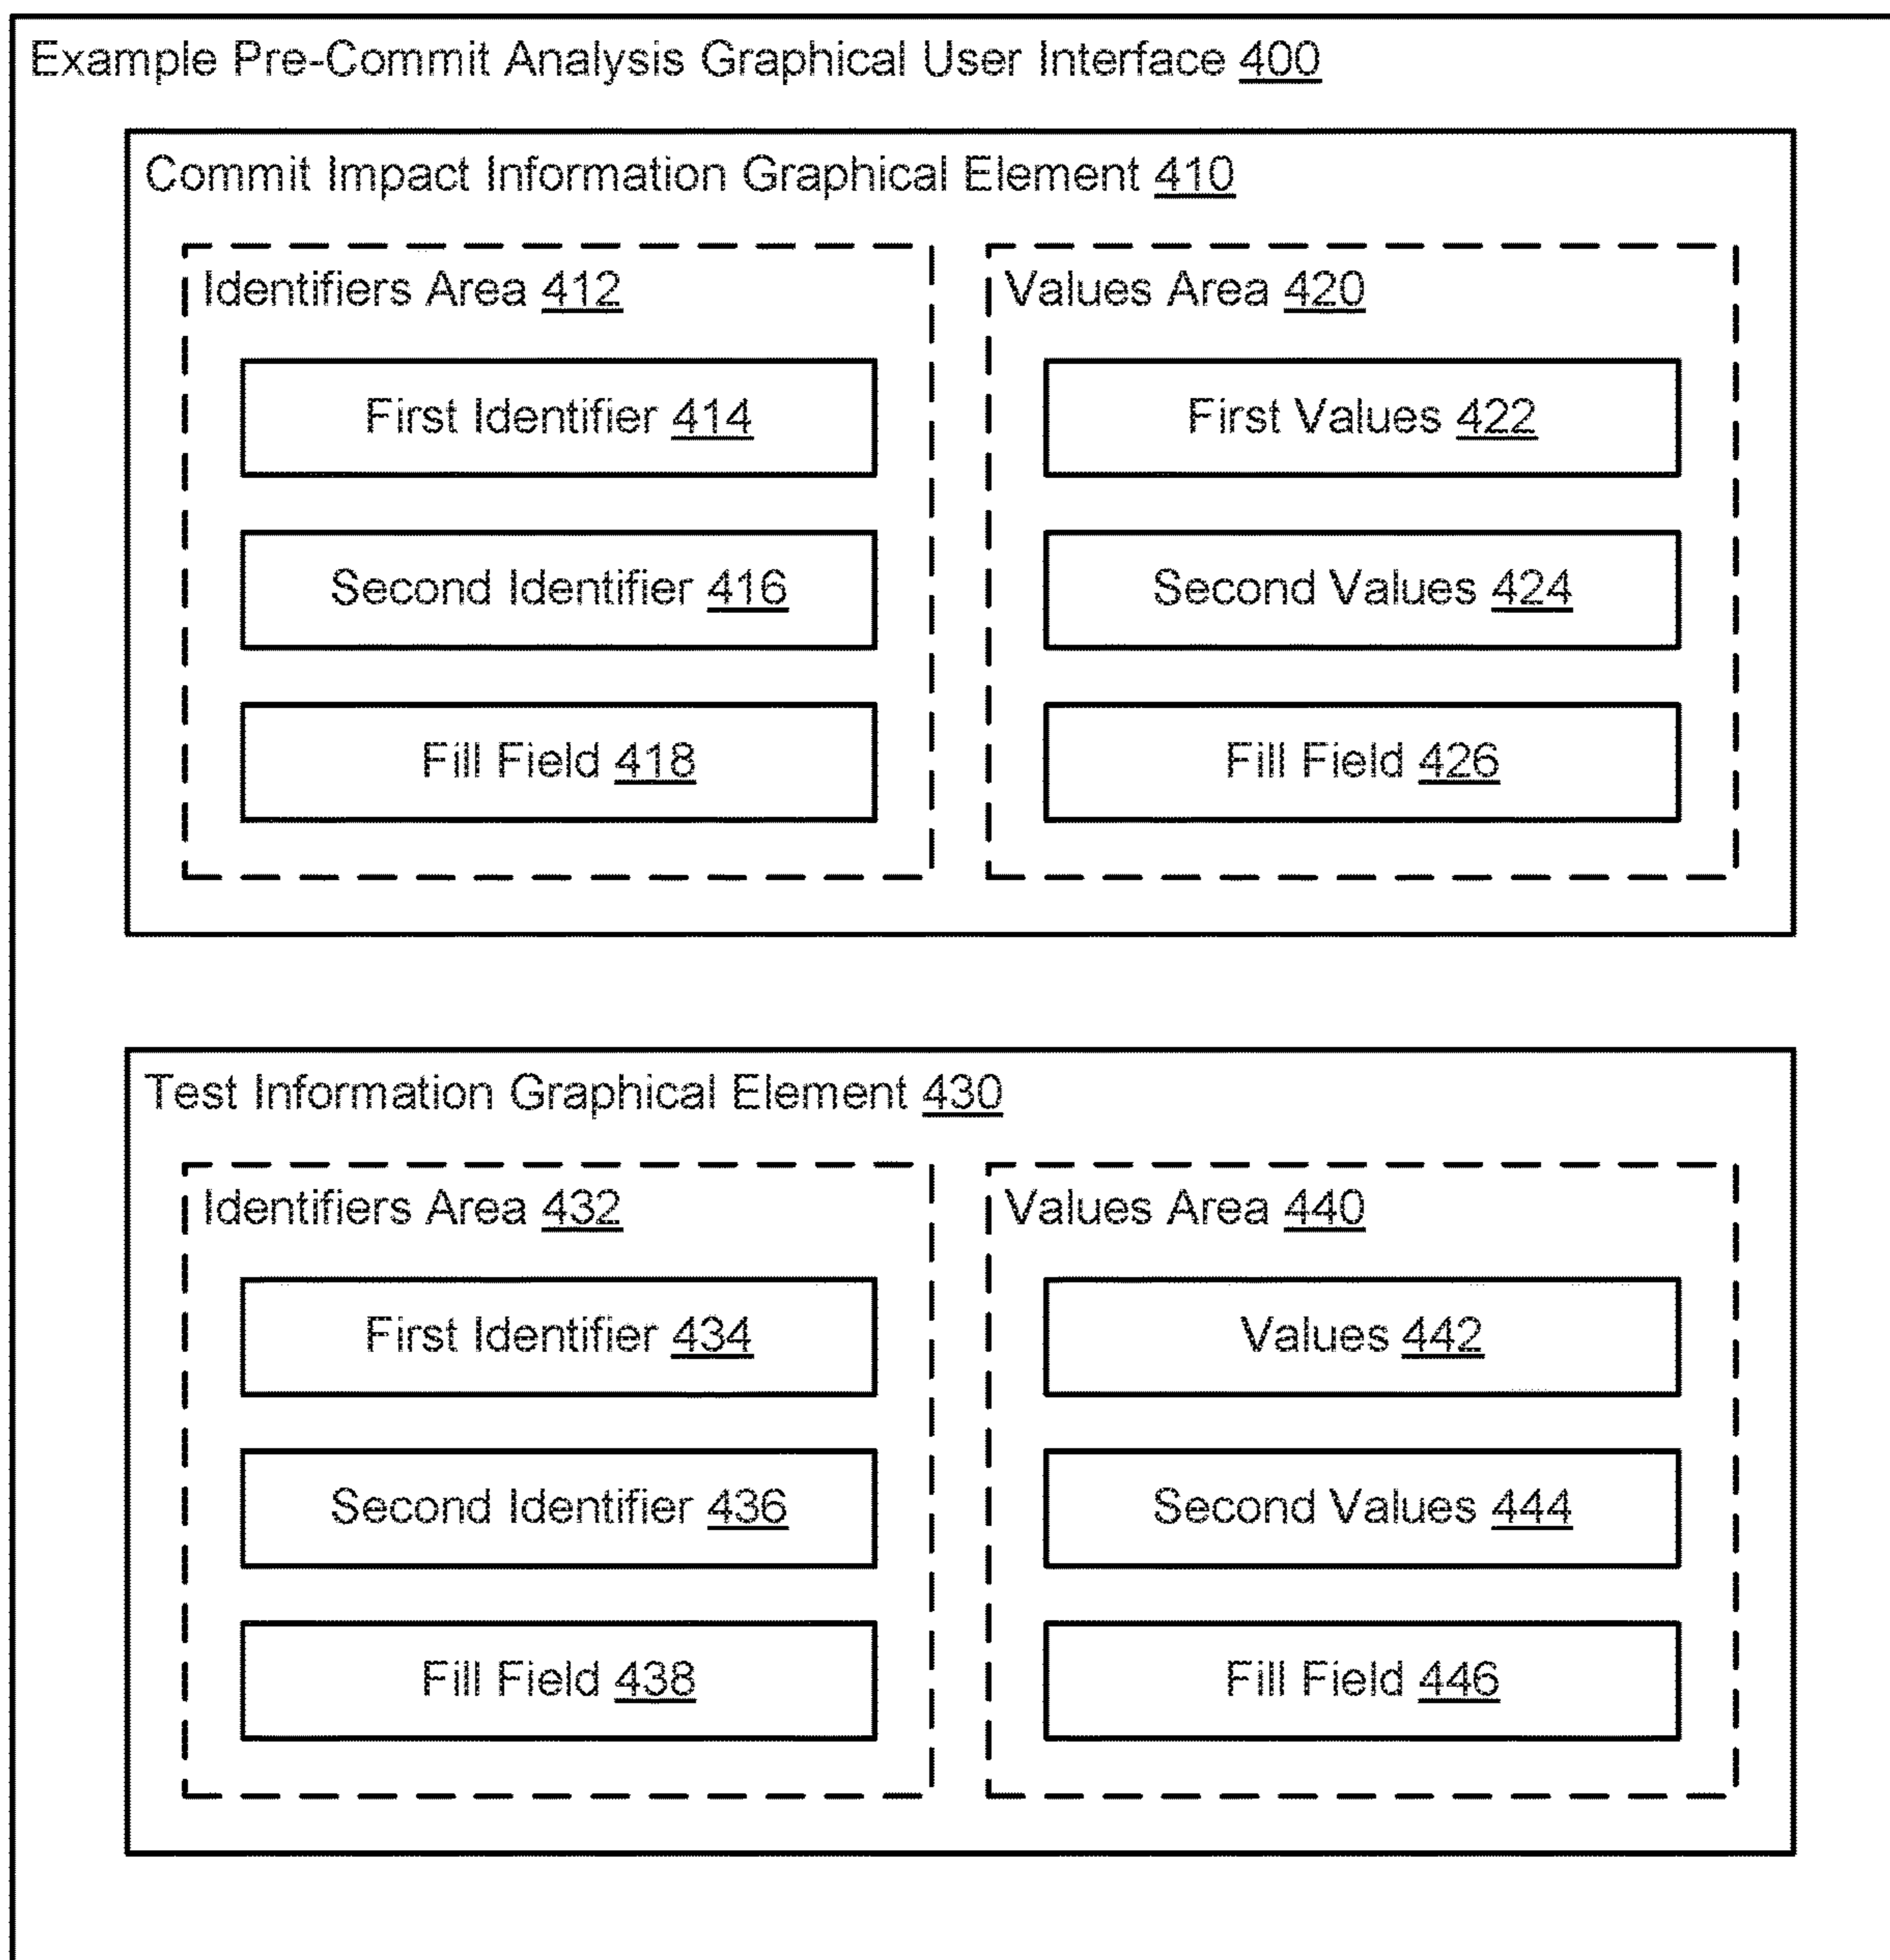 Example Pre-Commit Analysis Graphical User Interface 400
Commit Impact Information Graphical Element 410
Identifiers Area 412
First Identifier 414
Second Identifier 416
Fill Field 418
Values Area 420
First Values 422
Second Values 424
Fill Field 426
Test Information Graphical Element 430
Identifiers Area 432
First Identifier 434
Second Identifier 436
Fill Field 438
Values Area 440
Values 442
Second Values 444
Fill Field 446